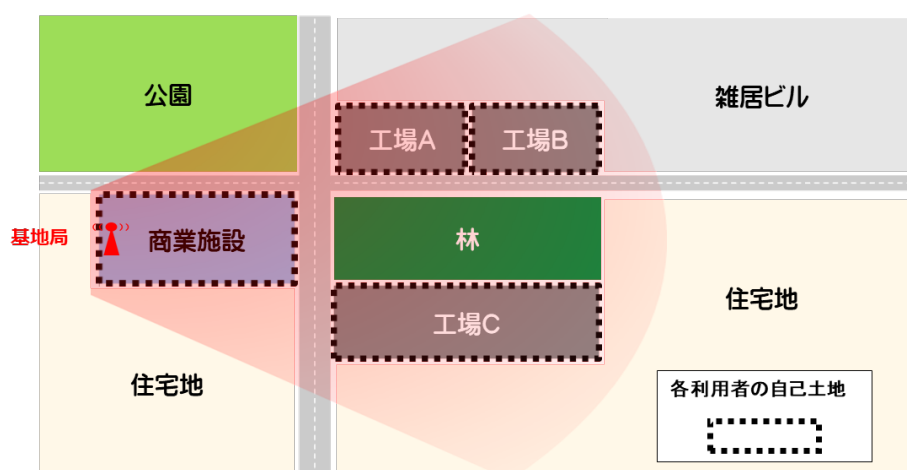 公園
雑居ビル
工場A
工場B
基地局
商業施設
林
住宅地
工場C
住宅地
各利用者の自己土地